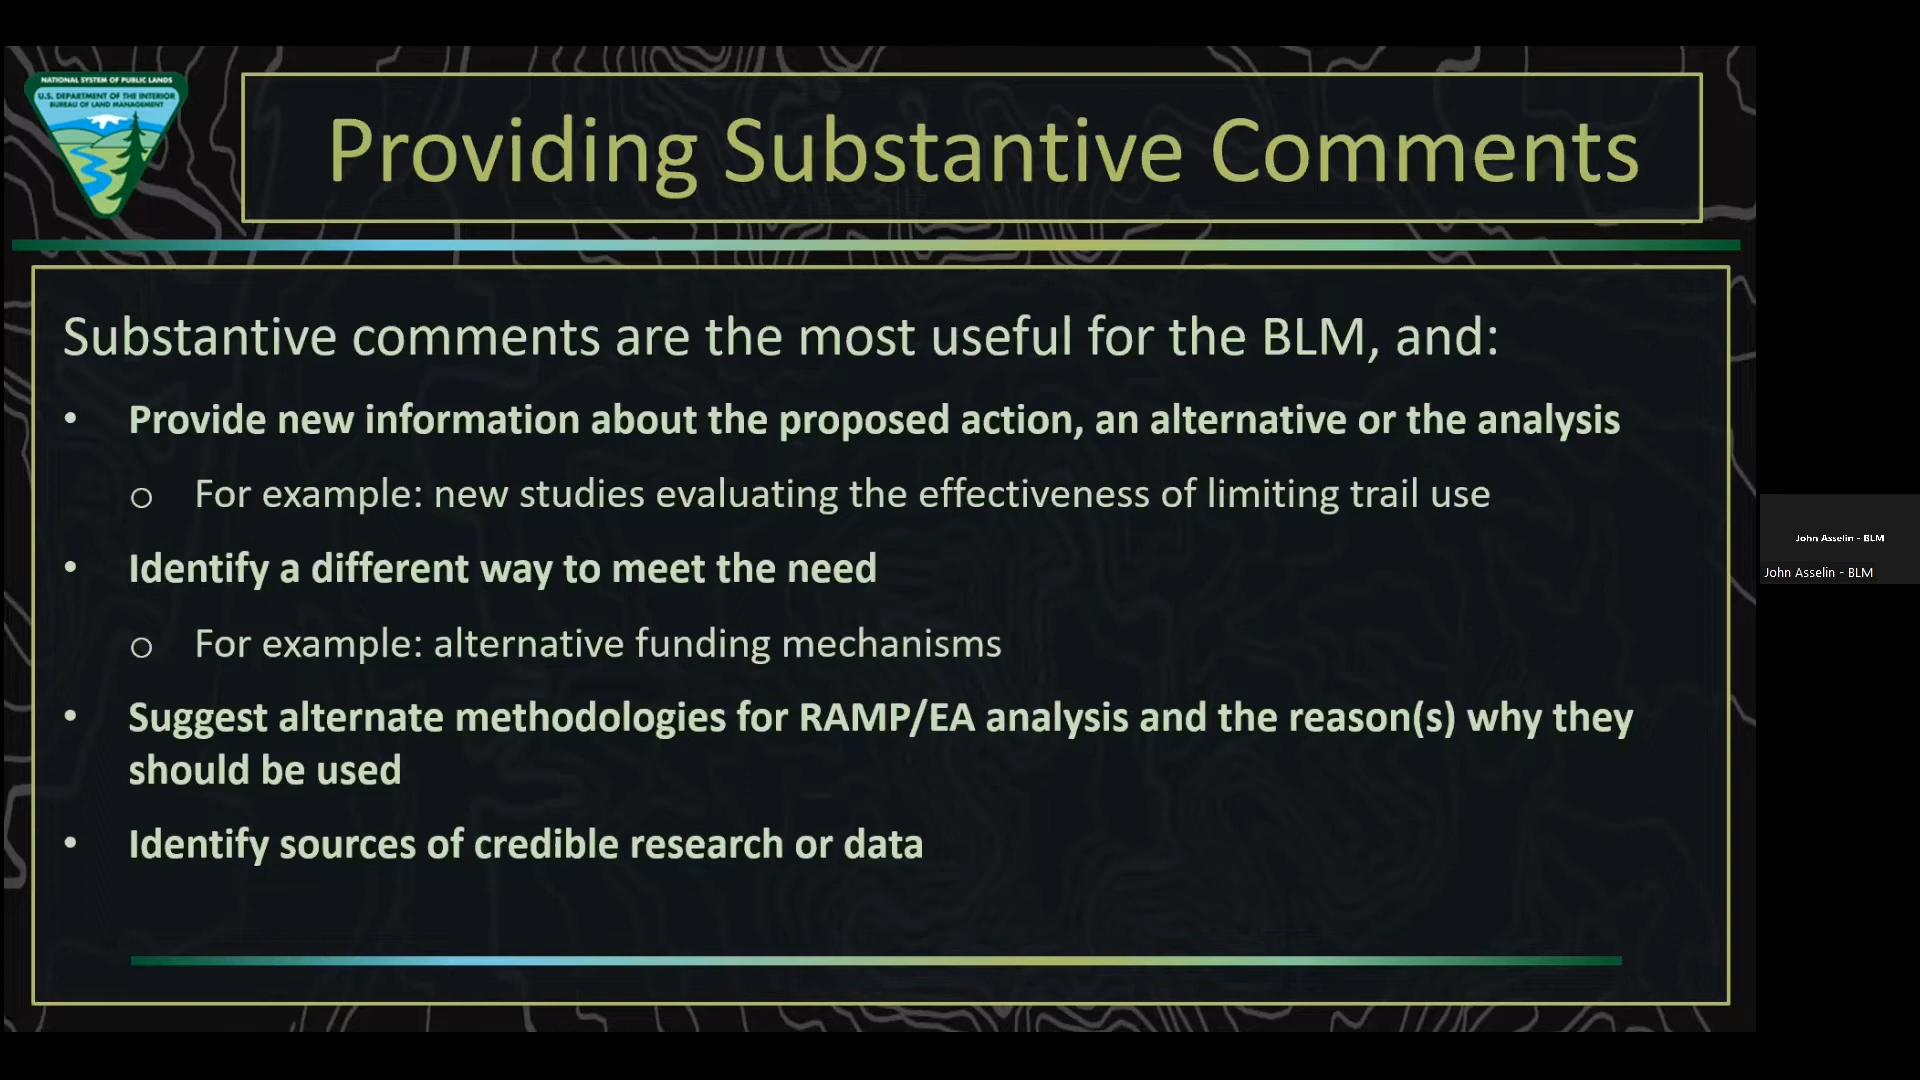 NATIONAL SYSTEM OF PUBLIC LANDS
U.S. DEPARTMENT OF THE INTERIOR
BUREAU OF LAND MANAGEMENT
Providing Substantive Comments
Substantive comments are the most useful for the BLM, and:
• Provide new information about the proposed action, an alternative or the analysis
o For example: new studies evaluating the effectiveness of limiting trail use
• Identify a different way to meet the need
o For example: alternative funding mechanisms
• Suggest alternate methodologies for RAMP/EA analysis and the reason(s) why they
should be used
• Identify sources of credible research or data
John Asselin - BLM
John Asselin - BLM